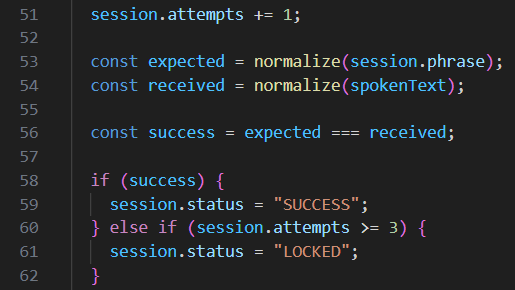 51 session.attempts += 1;
52
53 const expected = normalize(session.phrase);
54 const received = normalize(spokenText);
55
56 const success = expected === received;
57
58 if (success) {
59   session.status = "SUCCESS";
60 } else if (session.attempts >= 3) {
61   session.status = "LOCKED";
62 }